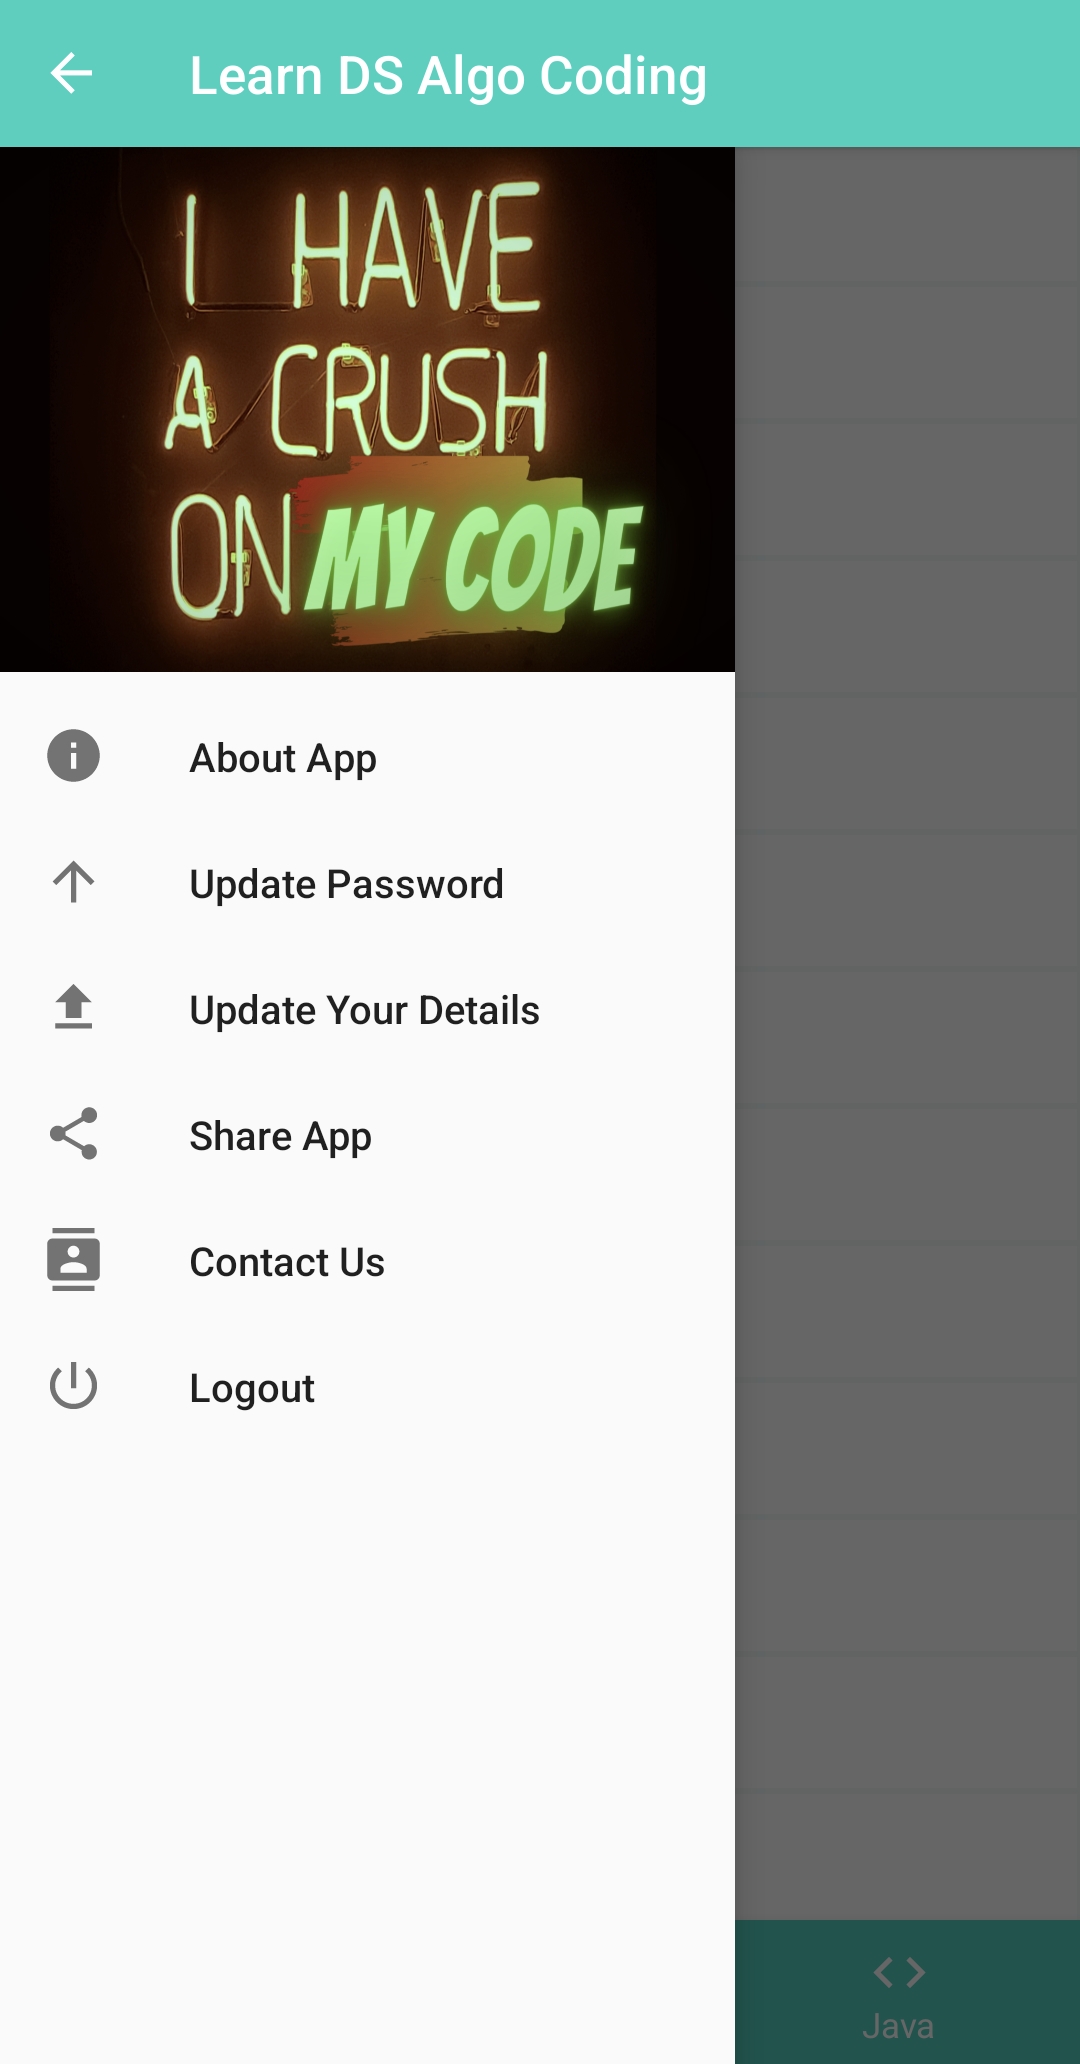 Learn DS Algo Coding
I HAVE
A CRUSH
ON MY CODE
About App
Update Password
Update Your Details
Share App
Contact Us
Logout
Java